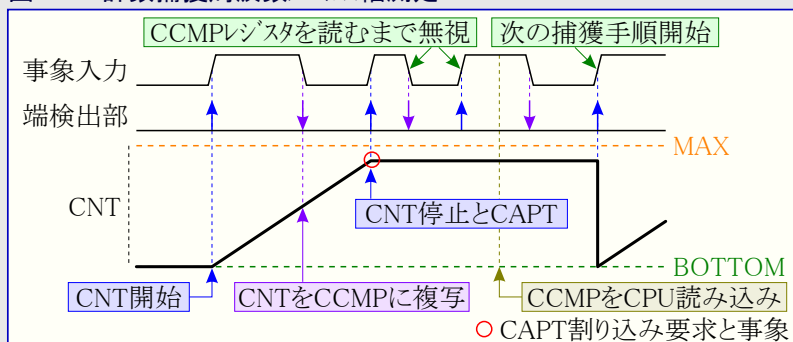 CCMPレジスタを読むまで無視
次の捕獲手順開始
事象入力
端検出部
MAX
CNT
CNT停止とCAPT
BOTTOM
CNT開始
CNTをCCMPに複写
CCMPをCPU読み込み
CAPT割り込み要求と事象